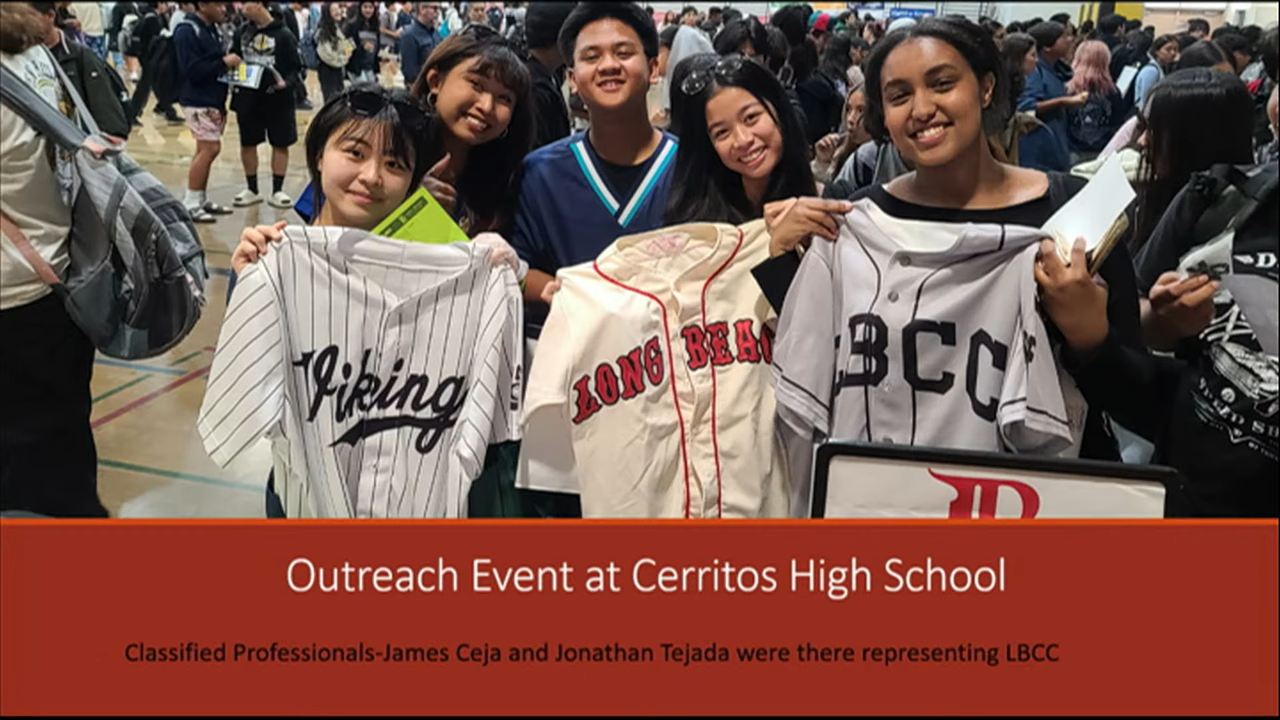 Viking
LONG BEAC
LBCC
Outreach Event at Cerritos High School
Classified Professionals-James Ceja and Jonathan Tejada were there representing LBCC